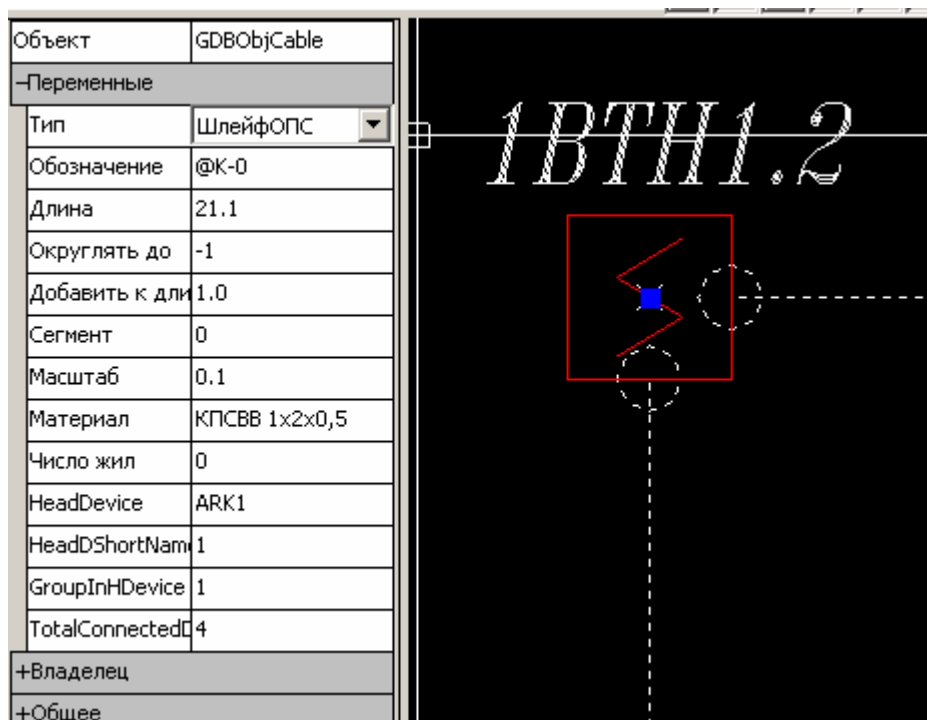 Объект GDBObjCable
−Переменные
Тип ШлейфОПС
Обозначение @K-0
Длина 21.1
Округлять до -1
Добавить к дли 1.0
Сегмент 0
Масштаб 0.1
Материал КПСВВ 1x2x0,5
Число жил 0
HeadDevice ARK1
HeadDShortNam 1
GroupInHDevice 1
TotalConnectedD 4
+Владелец
+Общее
1BTH1.2